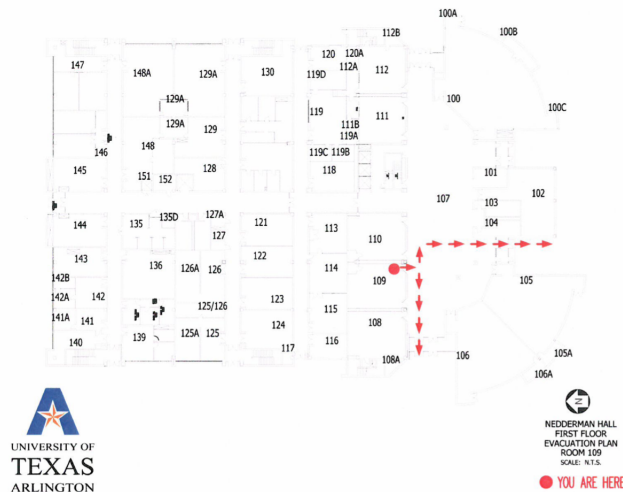 100A
100B
112B
120
120A
147
148A
129A
130
119D
112A
112
129A
100
100C
119
111B
111
129A
129
119A
146
148
119C
119B
145
151
152
128
118
101
102
107
103
104
144
135
135D
127A
127
121
113
110
143
136
126A
126
122
114
109
105
142B
142A
142
141A
141
125/126
123
115
108
139
125A
125
124
117
116
108A
106
105A
106A
140
N
NEDDERMAN HALL
FIRST FLOOR
EVACUATION PLAN
ROOM 109
SCALE: N.T.S.
YOU ARE HERE
A
UNIVERSITY OF
TEXAS
ARLINGTON